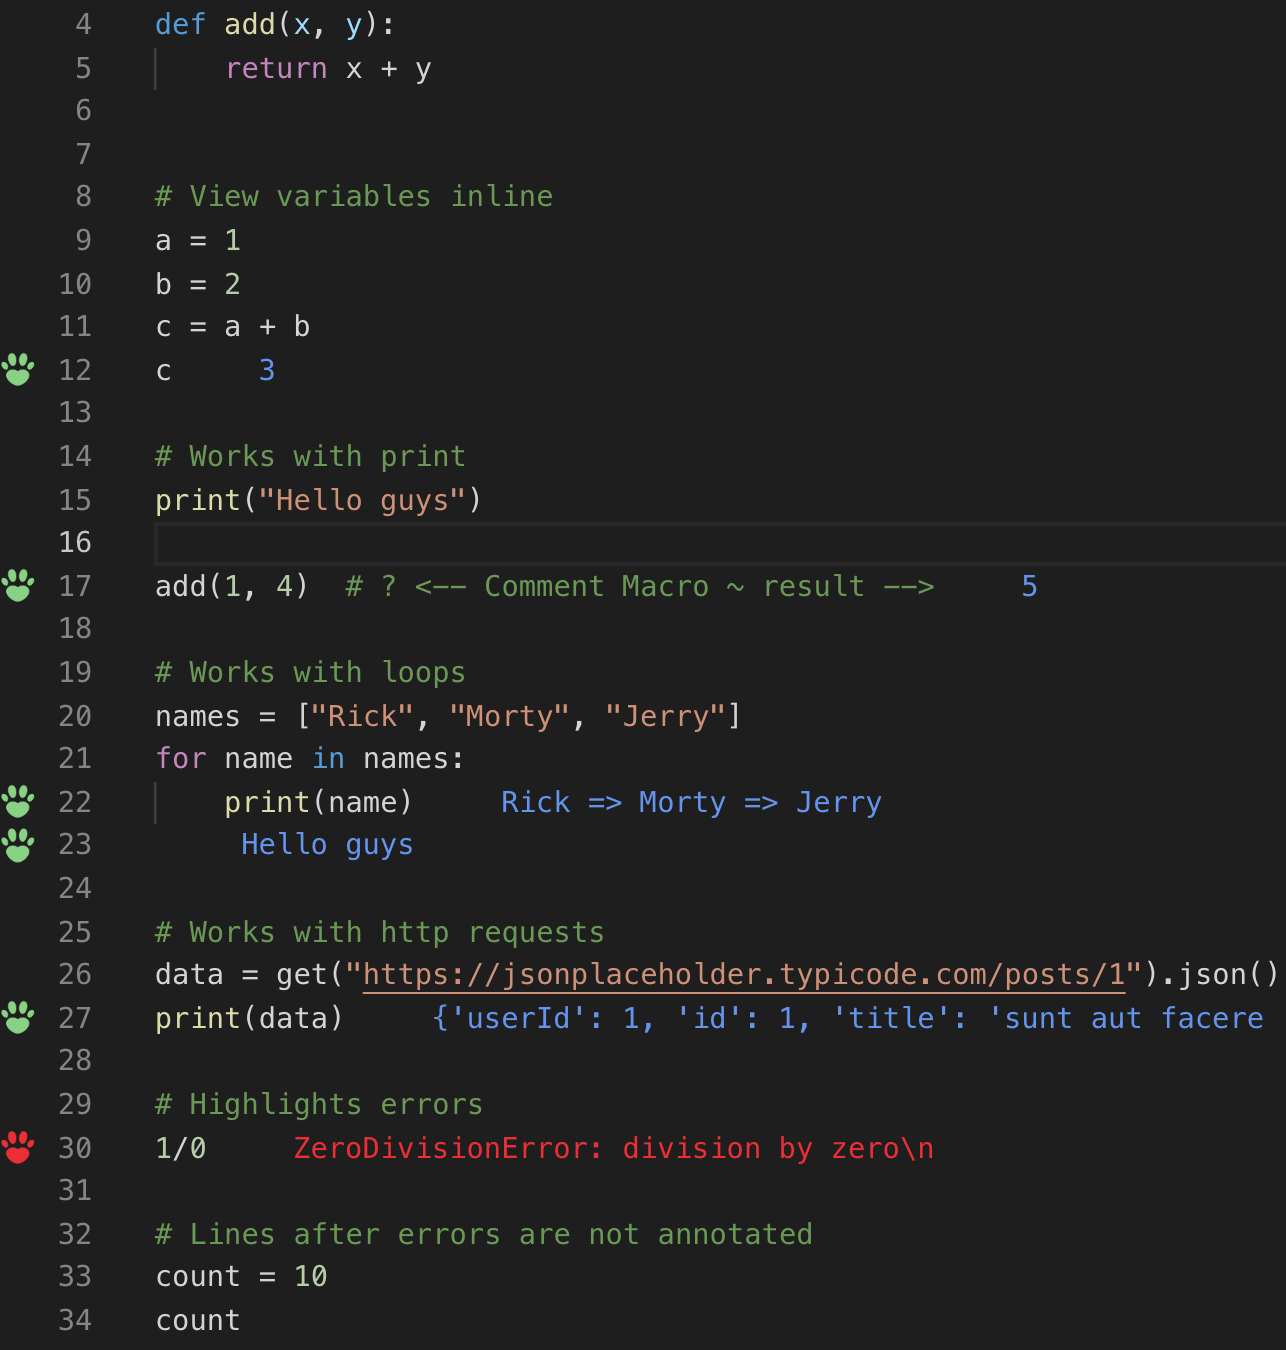 4 def add(x, y):
5 return x + y
6
7
8 # View variables inline
9 a = 1
10 b = 2
11 c = a + b
12 c 3
13
14 # Works with print
15 print("Hello guys")
16
17 add(1, 4) # ? <-- Comment Macro ~ result --> 5
18
19 # Works with loops
20 names = ["Rick", "Morty", "Jerry"]
21 for name in names:
22 print(name) Rick => Morty => Jerry
23 Hello guys
24
25 # Works with http requests
26 data = get("https://jsonplaceholder.typicode.com/posts/1").json()
27 print(data) {'userId': 1, 'id': 1, 'title': 'sunt aut facere
28
29 # Highlights errors
30 1/0 ZeroDivisionError: division by zero\n
31
32 # Lines after errors are not annotated
33 count = 10
34 count